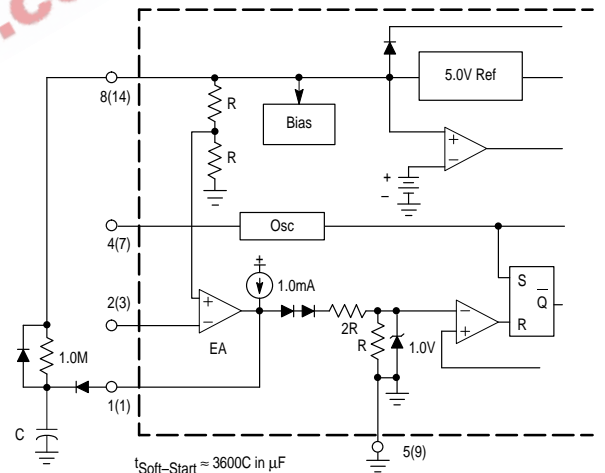 .co
8(14)
R
R
Bias
5.0V Ref
+
−
+
−
4(7)
Osc
+
1.0mA
2(3)
+
−
EA
2R
R
1.0V
−
+
S
Q
R
1.0M
1(1)
C
5(9)
tSoft–Start ≈ 3600C in µF